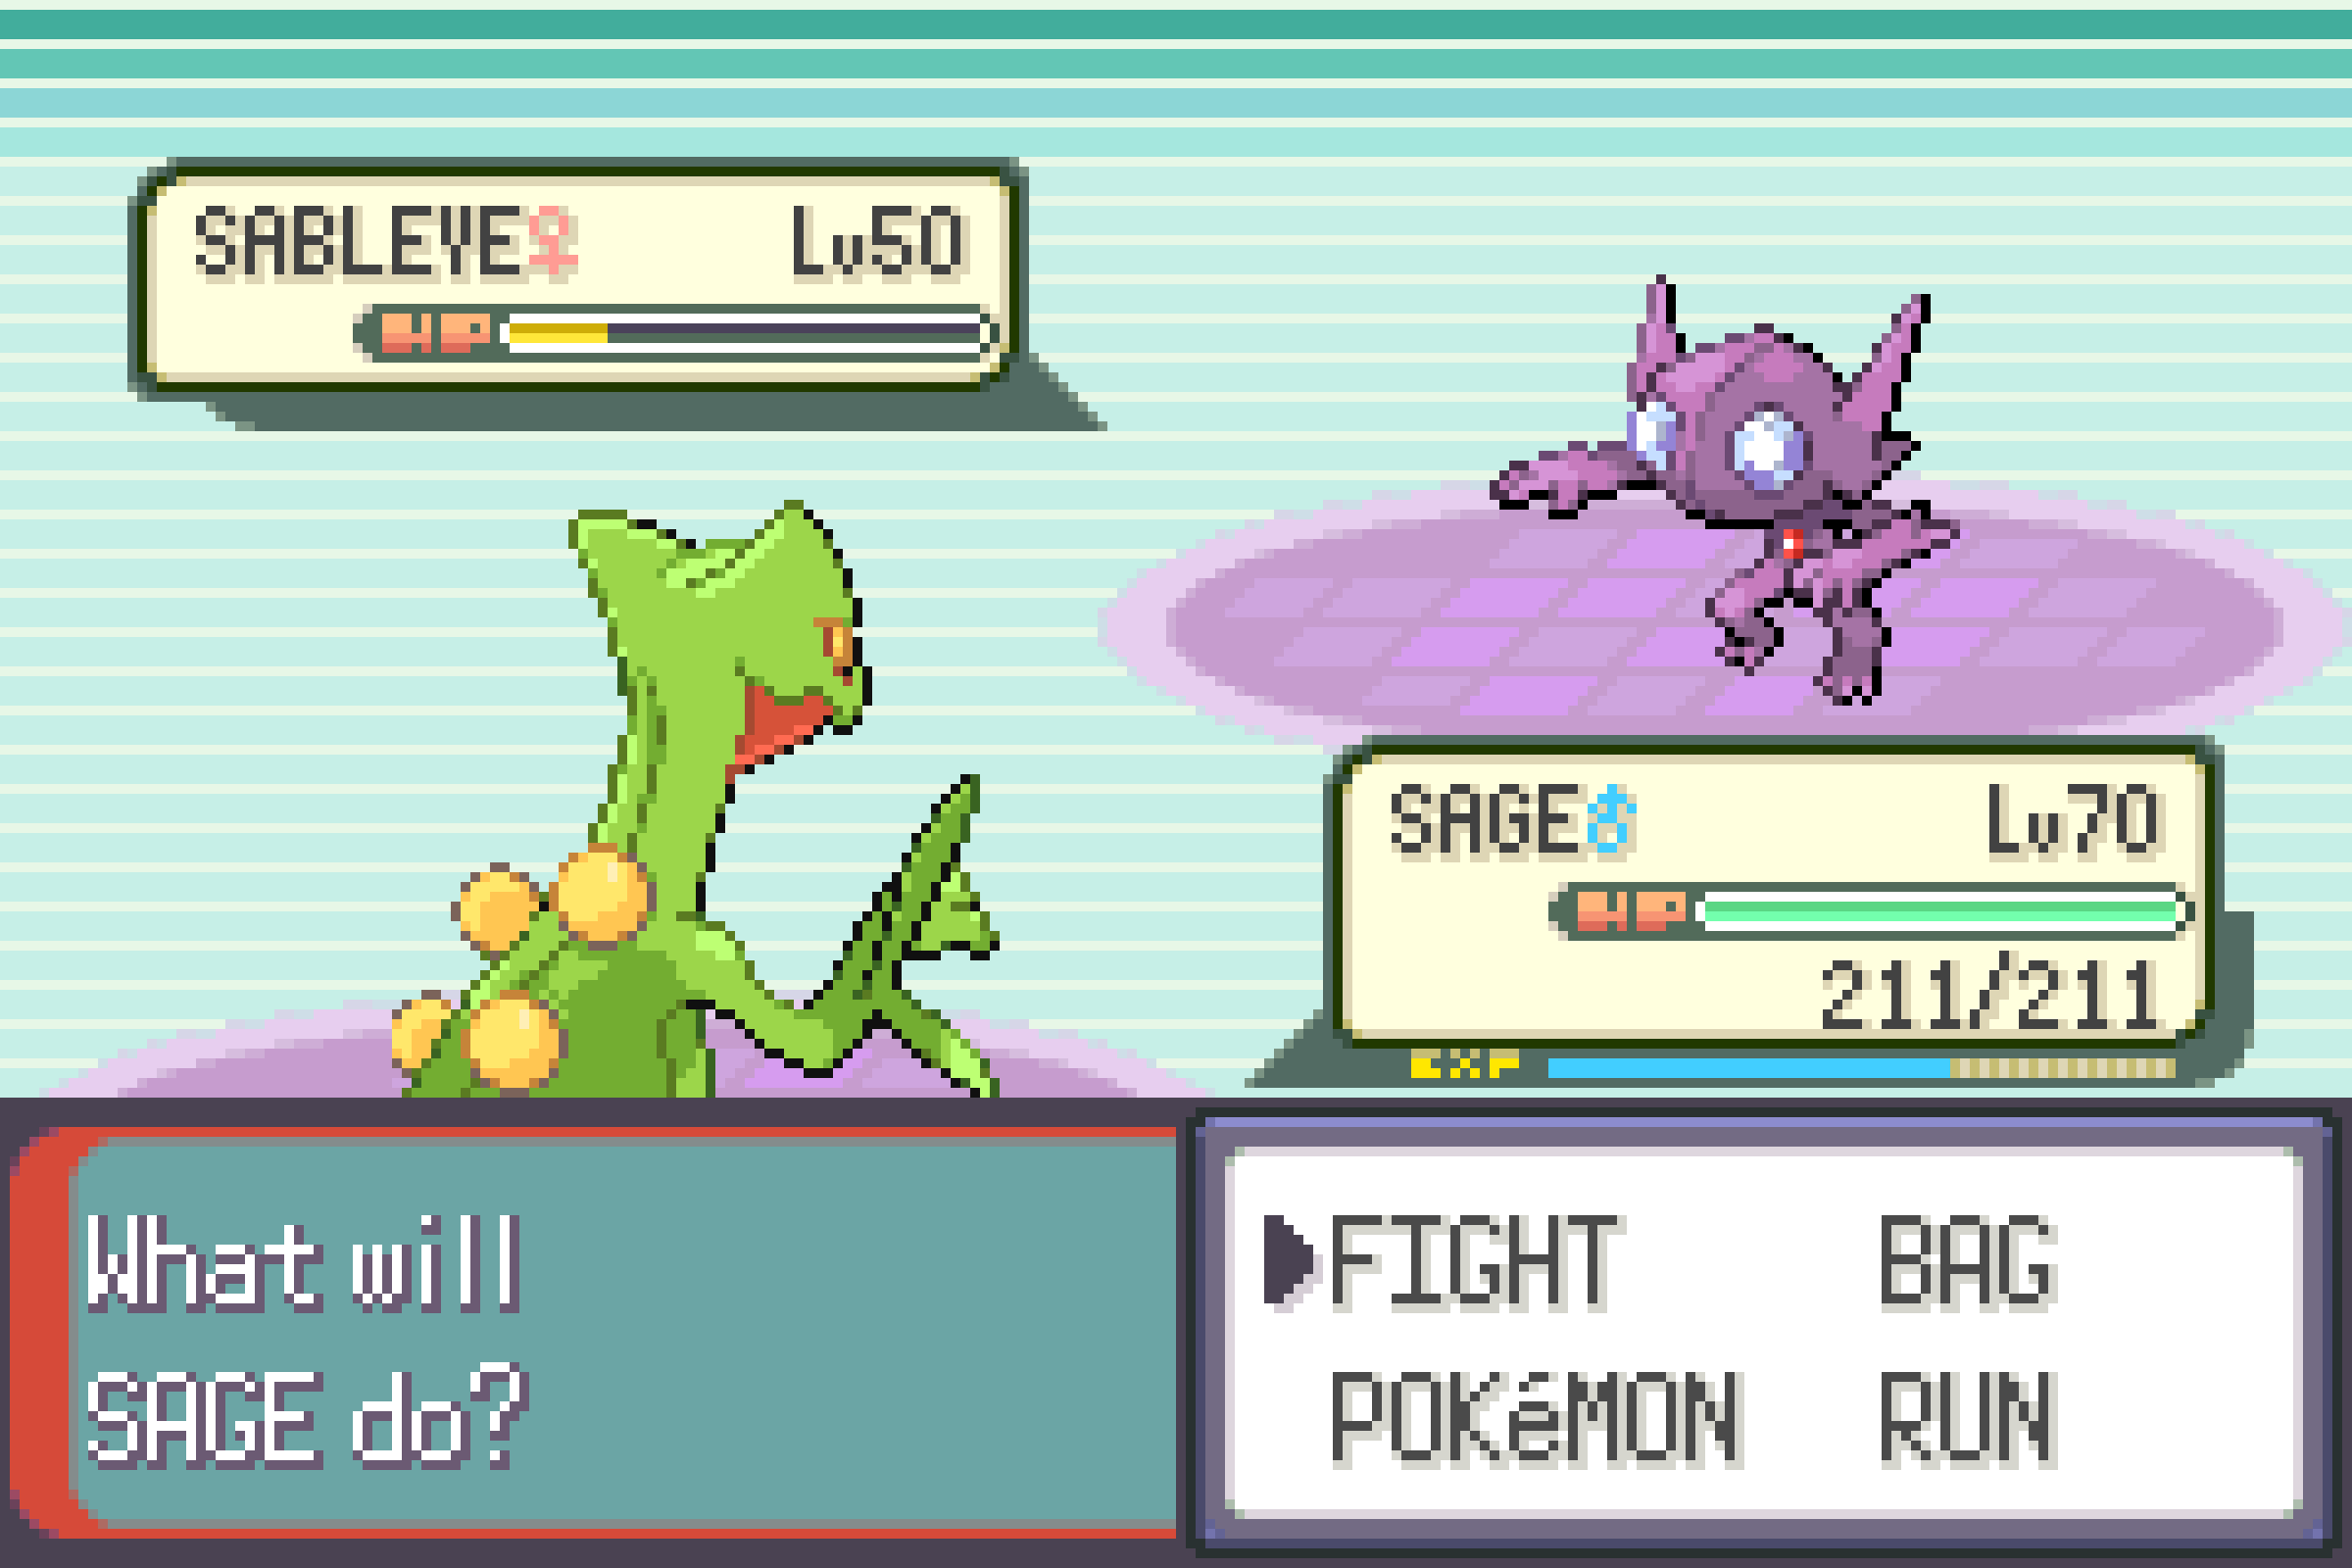 SABLEYE♀ Lv50
HP
SAGE♂ Lv70
HP
211/211
EXP
What will
SAGE do?
FIGHT BAG
POKéMON RUN